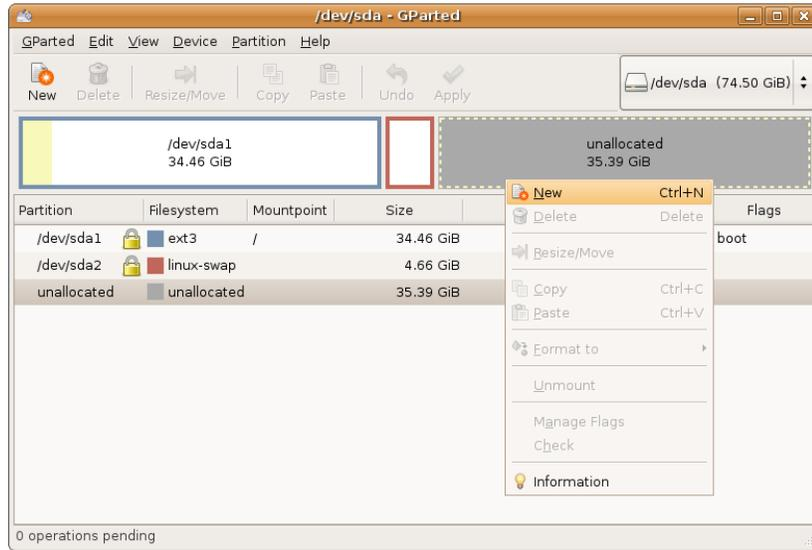 /dev/sda - GParted
GParted Edit View Device Partition Help
New Delete Resize/Move Copy Paste Undo Apply /dev/sda (74.50 GiB)
/dev/sda1
34.46 GiB
unallocated
35.39 GiB
Partition Filesystem Mountpoint Size Flags
/dev/sda1 ext3 / 34.46 GiB boot
/dev/sda2 linux-swap 4.66 GiB
unallocated unallocated 35.39 GiB
New Ctrl+N
Delete Delete
Resize/Move
Copy Ctrl+C
Paste Ctrl+V
Format to
Unmount
Manage Flags
Check
Information
0 operations pending